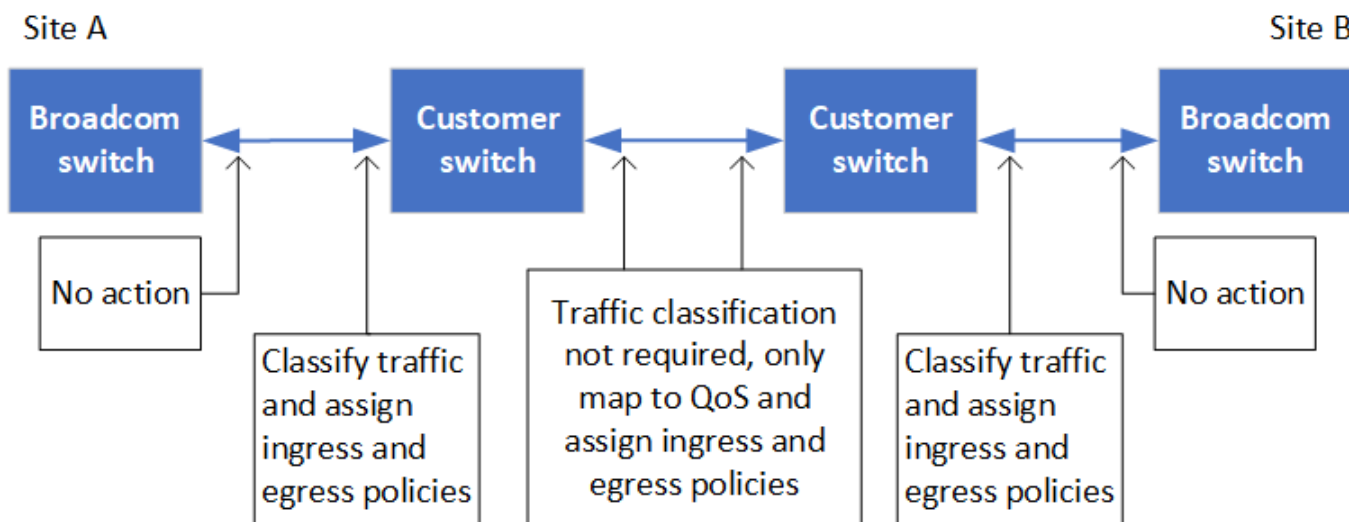 Site A
Site B
Broadcom
switch
Customer
switch
Customer
switch
Broadcom
switch
No action
Classify traffic
and assign
ingress and
egress policies
Traffic classification
not required, only
map to QoS and
assign ingress and
egress policies
Classify traffic
and assign
ingress and
egress policies
No action